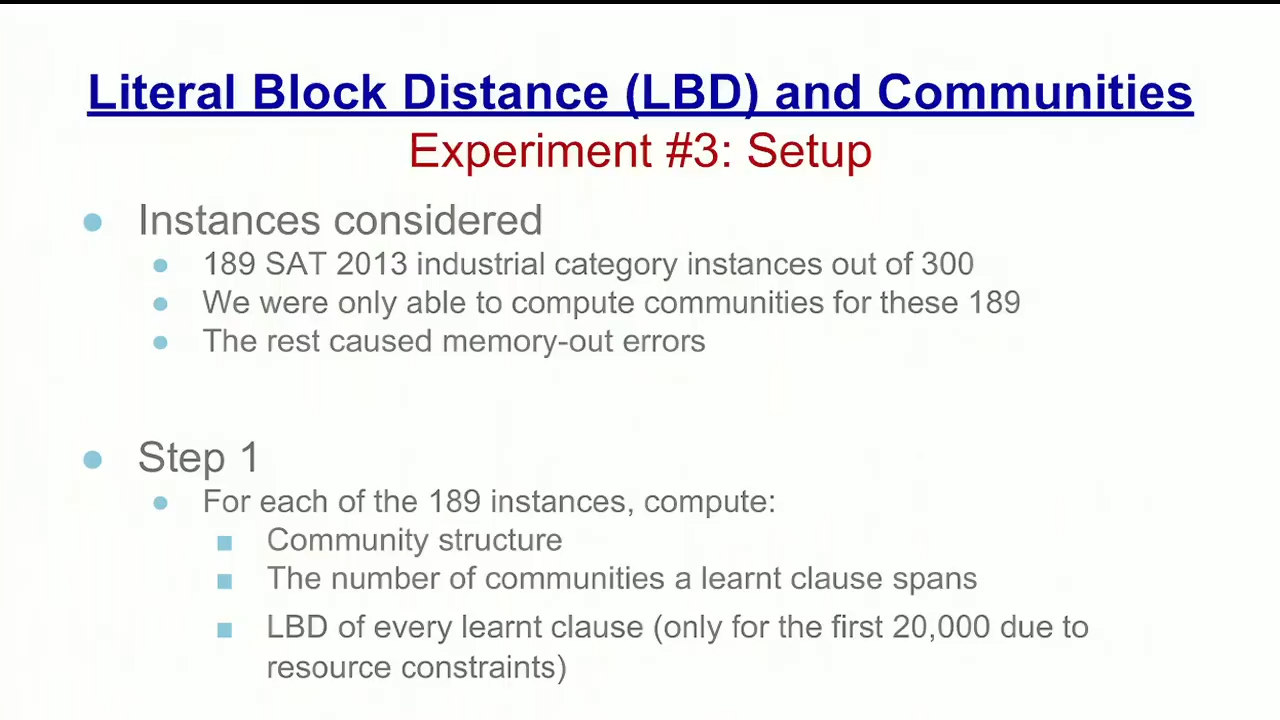 Literal Block Distance (LBD) and Communities
Experiment #3: Setup
Instances considered
189 SAT 2013 industrial category instances out of 300
We were only able to compute communities for these 189
The rest caused memory-out errors
Step 1
For each of the 189 instances, compute:
Community structure
The number of communities a learnt clause spans
LBD of every learnt clause (only for the first 20,000 due to
resource constraints)